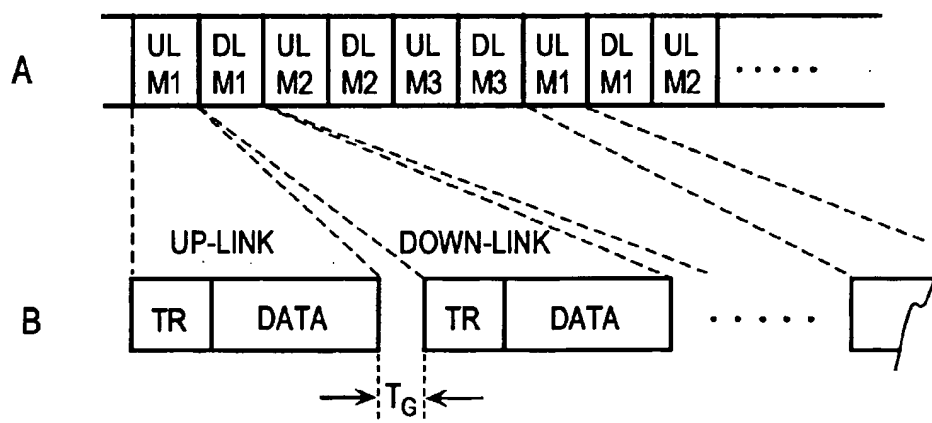 A
UL M1
DL M1
UL M2
DL M2
UL M3
DL M3
UL M1
DL M1
UL M2
.....
UP-LINK
DOWN-LINK
B
TR
DATA
TR
DATA
.....
TG